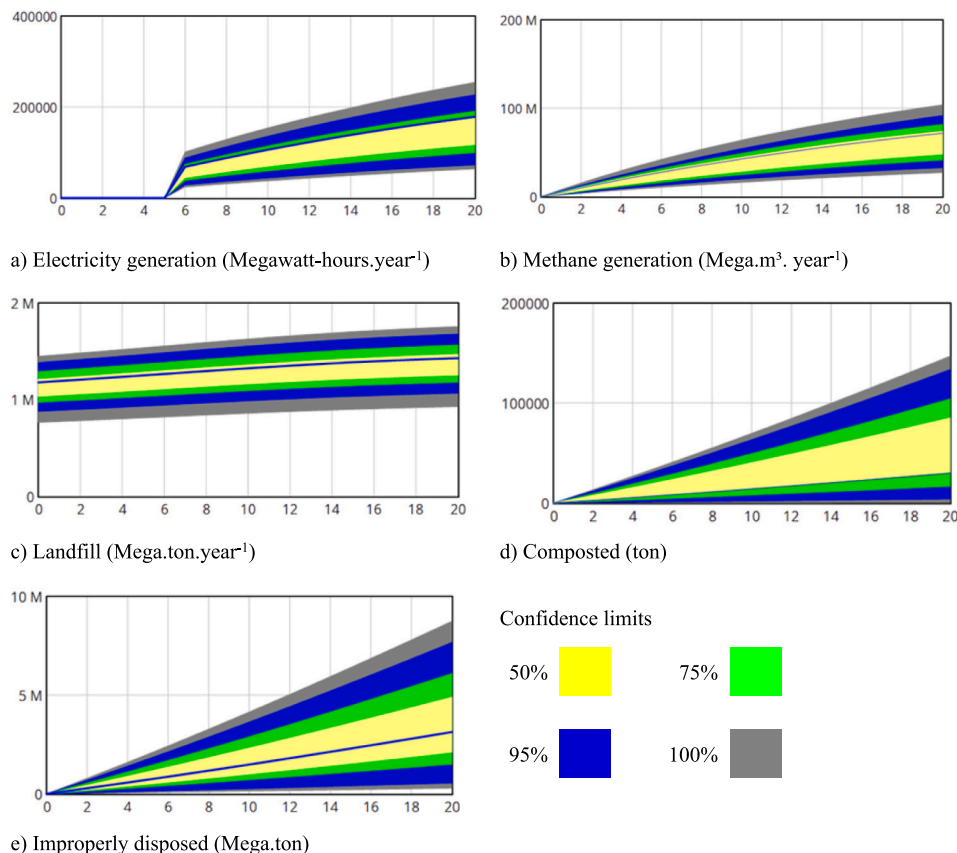 400000
200000
0
0 2 4 6 8 10 12 14 16 18 20
a) Electricity generation (Megawatt-hours.year⁻¹)
200 M
100 M
0
0 2 4 6 8 10 12 14 16 18 20
b) Methane generation (Mega.m³. year⁻¹)
2 M
1 M
0
0 2 4 6 8 10 12 14 16 18 20
c) Landfill (Mega.ton.year⁻¹)
200000
100000
0
0 2 4 6 8 10 12 14 16 18 20
d) Composted (ton)
10 M
5 M
0
0 2 4 6 8 10 12 14 16 18 20
e) Improperly disposed (Mega.ton)
Confidence limits
50% 75%
95% 100%